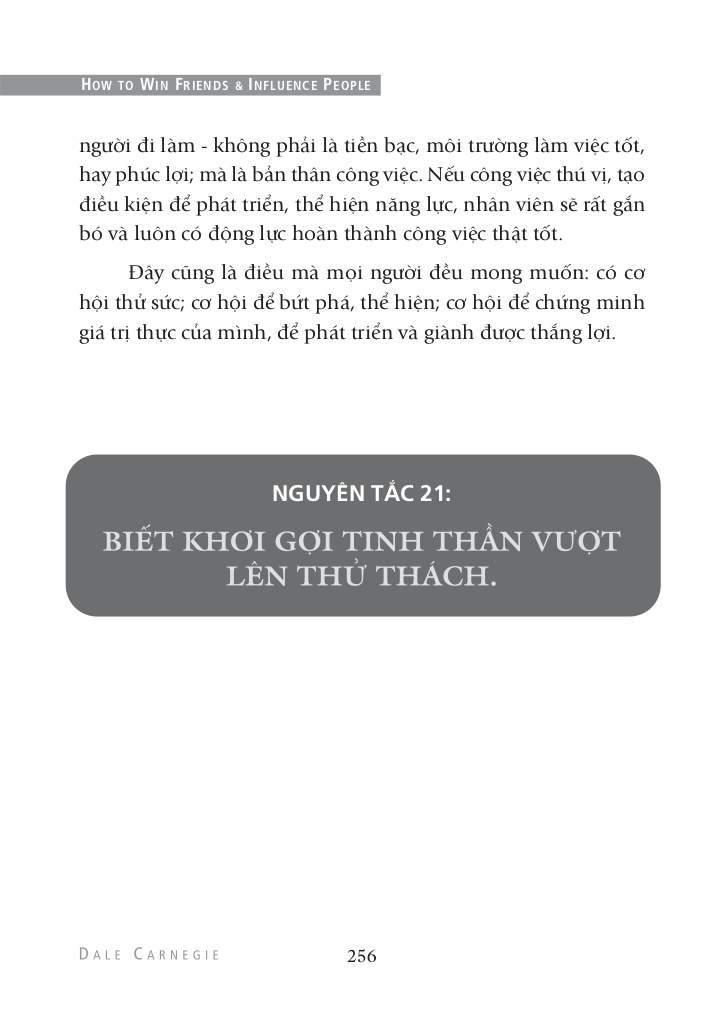 HOW TO WIN FRIENDS & INFLUENCE PEOPLE
người đi làm - không phải là tiền bạc, môi trường làm việc tốt,
hay phúc lợi; mà là bản thân công việc. Nếu công việc thú vị, tạo
điều kiện để phát triển, thể hiện năng lực, nhân viên sẽ rất gắn
bó và luôn có động lực hoàn thành công việc thật tốt.
Đây cũng là điều mà mọi người đều mong muốn: có cơ
hội thử sức; cơ hội để bứt phá, thể hiện; cơ hội để chứng minh
giá trị thực của mình, để phát triển và giành được thắng lợi.
NGUYÊN TẮC 21:
BIẾT KHƠI GỢI TINH THẦN VƯỢT
LÊN THỬ THÁCH.
DALE CARNEGIE
256